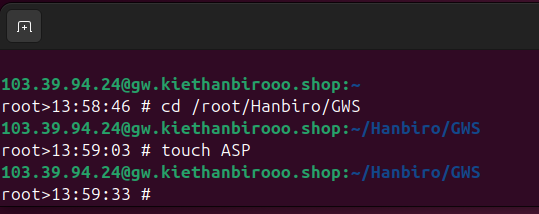 103.39.94.24@gw.kiethanbirooo.shop:~
root>13:58:46 # cd /root/Hanbiro/GWS
103.39.94.24@gw.kiethanbirooo.shop:~/Hanbiro/GWS
root>13:59:03 # touch ASP
103.39.94.24@gw.kiethanbirooo.shop:~/Hanbiro/GWS
root>13:59:33 #